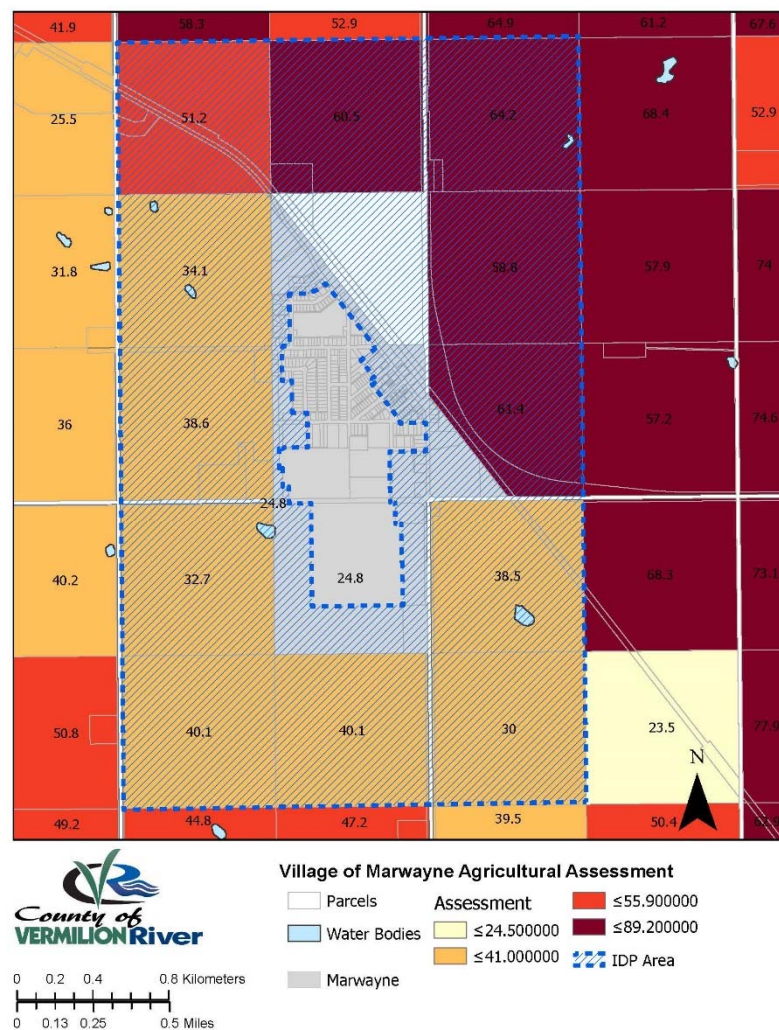 41.9 58.3 52.9 64.9 61.2 67.6
25.5 51.2 60.5 64.2 68.4 52.9
31.8 34.1 58.8 57.9 74
36 38.6 61.4 57.2 74.6
24.8
40.2 32.7 24.8 38.5 68.3 73.1
50.8 40.1 40.1 30 23.5 77.9
N
49.2 44.8 47.2 39.5 50.4
County of
VERMILION River
0 0.2 0.4 0.8 Kilometers
0 0.13 0.25 0.5 Miles
Village of Marwayne Agricultural Assessment
Parcels
Water Bodies
Marwayne
Assessment
≤24.500000
≤41.000000
≤55.900000
≤89.200000
IDP Area